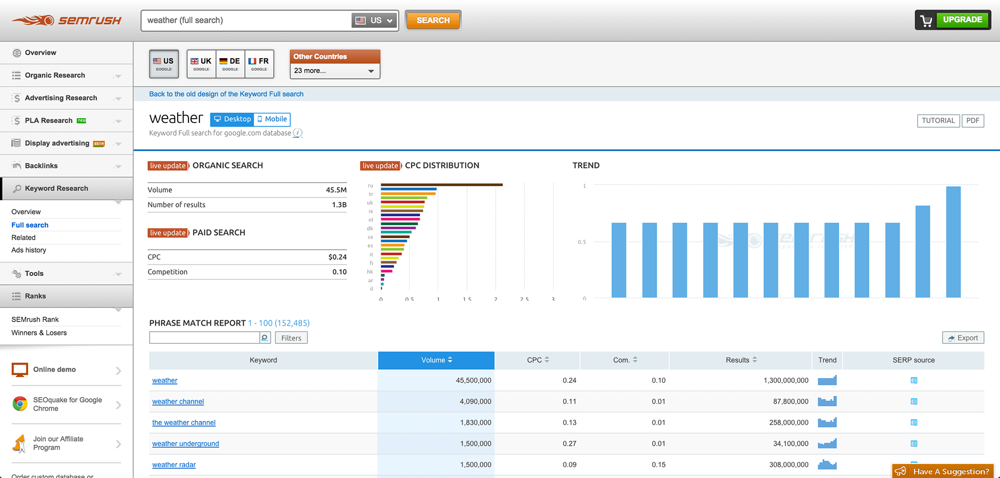 SEMRUSH
weather (full search)
US
SEARCH
UPGRADE
Overview
Organic Research
Advertising Research
PLA Research NEW
Display advertising BETA
Backlinks
Keyword Research
Overview
Full search
Related
Ads history
Tools
Ranks
SEMrush Rank
Winners & Losers
Online demo
SEOquake for Google
Chrome
Join our Affiliate
Program
Order custom database or
US
GOOGLE
UK
GOOGLE
DE
GOOGLE
FR
GOOGLE
Other Countries
23 more...
Back to the old design of the Keyword Full search
weather
Desktop
Mobile
Keyword Full search for google.com database i
TUTORIAL
PDF
live update ORGANIC SEARCH
Volume 45.5M
Number of results 1.3B
live update PAID SEARCH
CPC $0.24
Competition 0.10
live update CPC DISTRIBUTION
ru
tr
uk
ie
nl
dk
se
es
it
fi
hk
ar
il
0 0.5 1 1.5 2 2.5 3
TREND
1
0.5
0
SEMRUSH
PHRASE MATCH REPORT 1 - 100 (152,485)
Filters
Export
Keyword Volume CPC Com. Results Trend SERP source
weather 45,500,000 0.24 0.10 1,300,000,000
weather channel 4,090,000 0.11 0.01 87,800,000
the weather channel 1,830,000 0.13 0.01 258,000,000
weather underground 1,500,000 0.27 0.01 34,100,000
weather radar 1,500,000 0.09 0.15 308,000,000
Have A Suggestion?